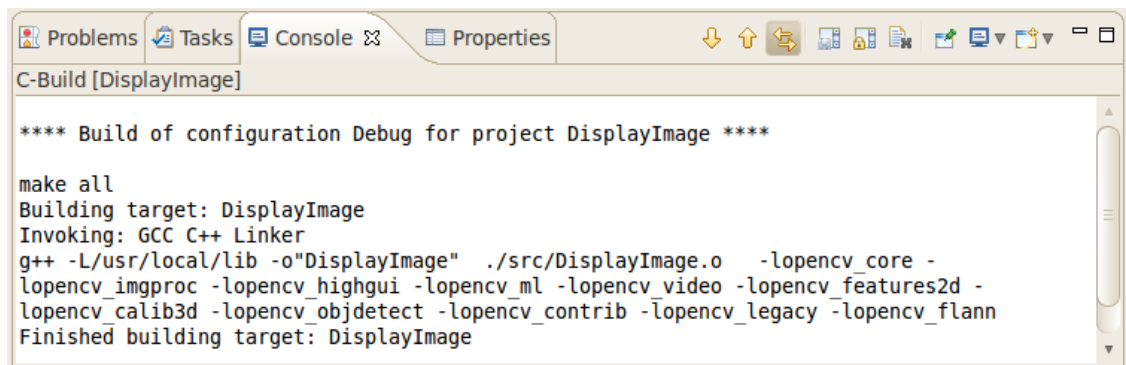 Problems Tasks Console Properties
C-Build [DisplayImage]
**** Build of configuration Debug for project DisplayImage ****
make all
Building target: DisplayImage
Invoking: GCC C++ Linker
g++ -L/usr/local/lib -o"DisplayImage"  ./src/DisplayImage.o   -lopencv_core -
lopencv_imgproc -lopencv_highgui -lopencv_ml -lopencv_video -lopencv_features2d -
lopencv_calib3d -lopencv_objdetect -lopencv_contrib -lopencv_legacy -lopencv_flann
Finished building target: DisplayImage